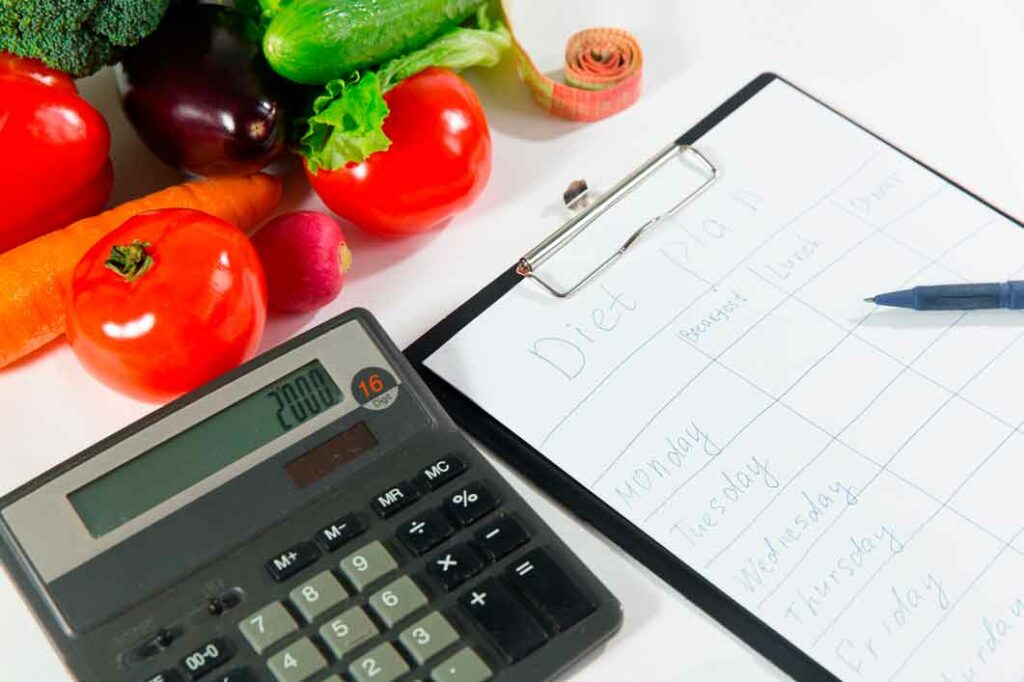 2000.
16
Digit
MC
MR
%
M-
÷
−
M+
9
×
=
8
6
+
7
5
3
00→0
4
2
.
Diet Plan
Breakfast Lunch Dinner
Monday
Tuesday
Wednesday
Thursday
Friday